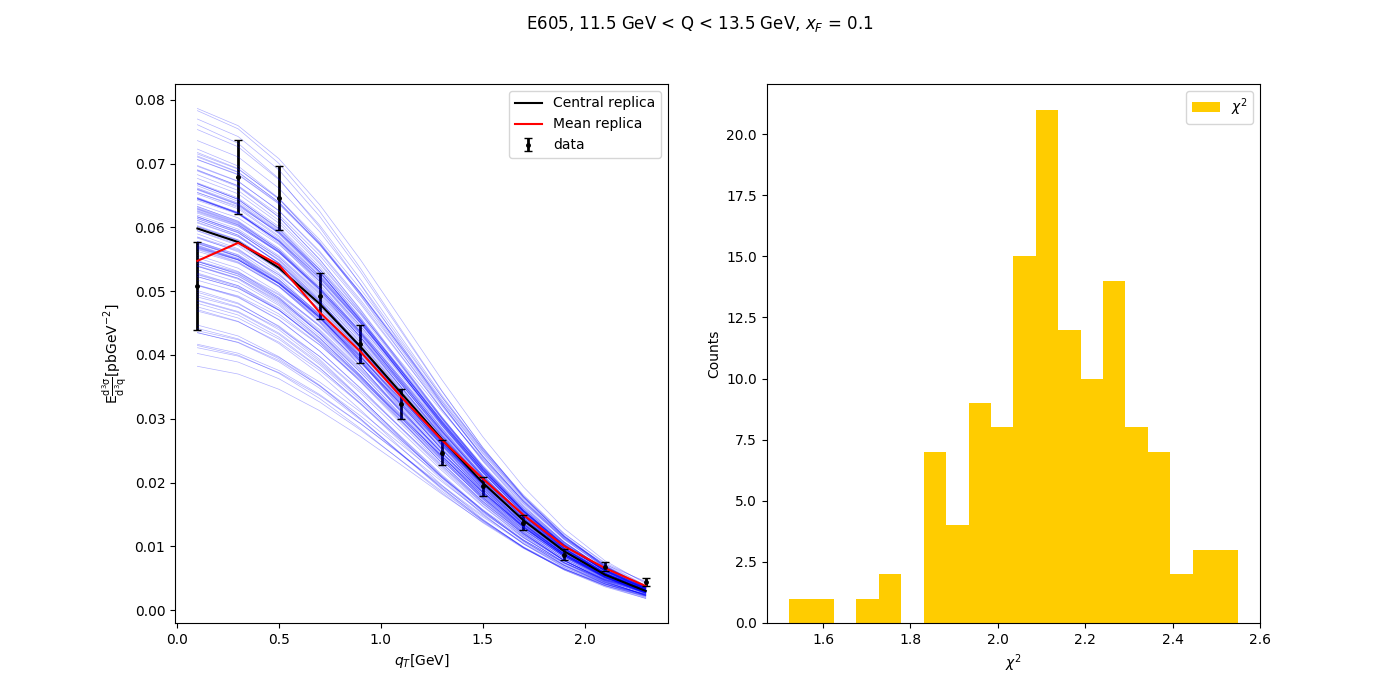 E605, 11.5 GeV < Q < 13.5 GeV, x_F = 0.1
0.08
0.07
0.06
0.05
0.04
0.03
0.02
0.01
0.00
E d³σ/d³q [pbGeV⁻²]
Central replica
Mean replica
data
0.0 0.5 1.0 1.5 2.0
q_T[GeV]
20.0
17.5
15.0
12.5
10.0
7.5
5.0
2.5
0.0
Counts
χ²
1.6 1.8 2.0 2.2 2.4 2.6
χ²